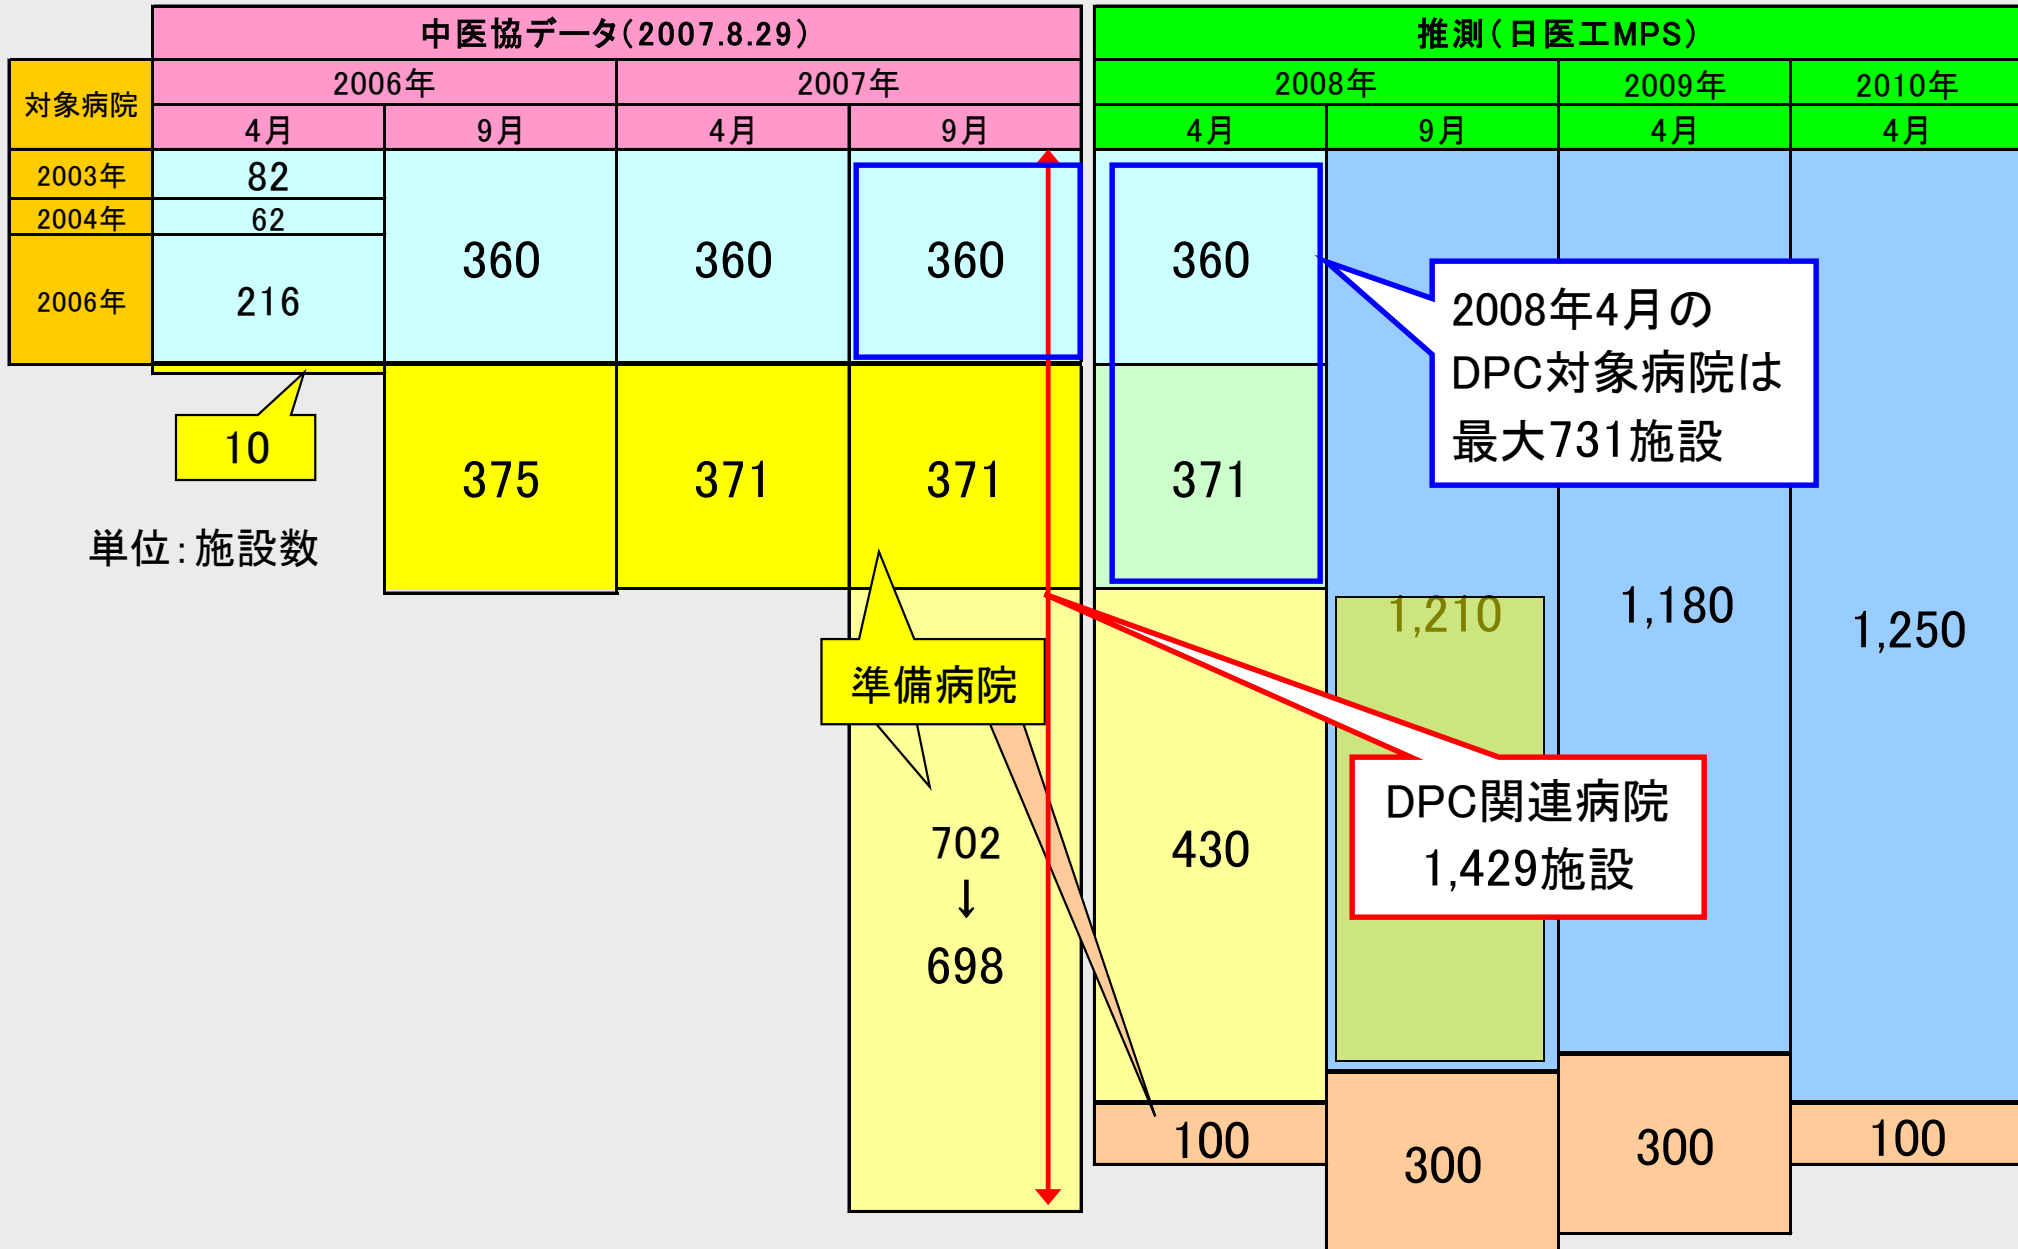 中医協データ(2007.8.29)
推測(日医工MPS)
対象病院
2006年
2007年
2008年
2009年
2010年
4月
9月
4月
9月
4月
9月
4月
4月
2003年
82
2004年
62
2006年
216
360
360
360
360
2008年4月の
DPC対象病院は
最大731施設
10
375
371
371
371
単位:施設数
1,210
1,180
1,250
準備病院
702
↓
698
430
DPC関連病院
1,429施設
100
300
300
100